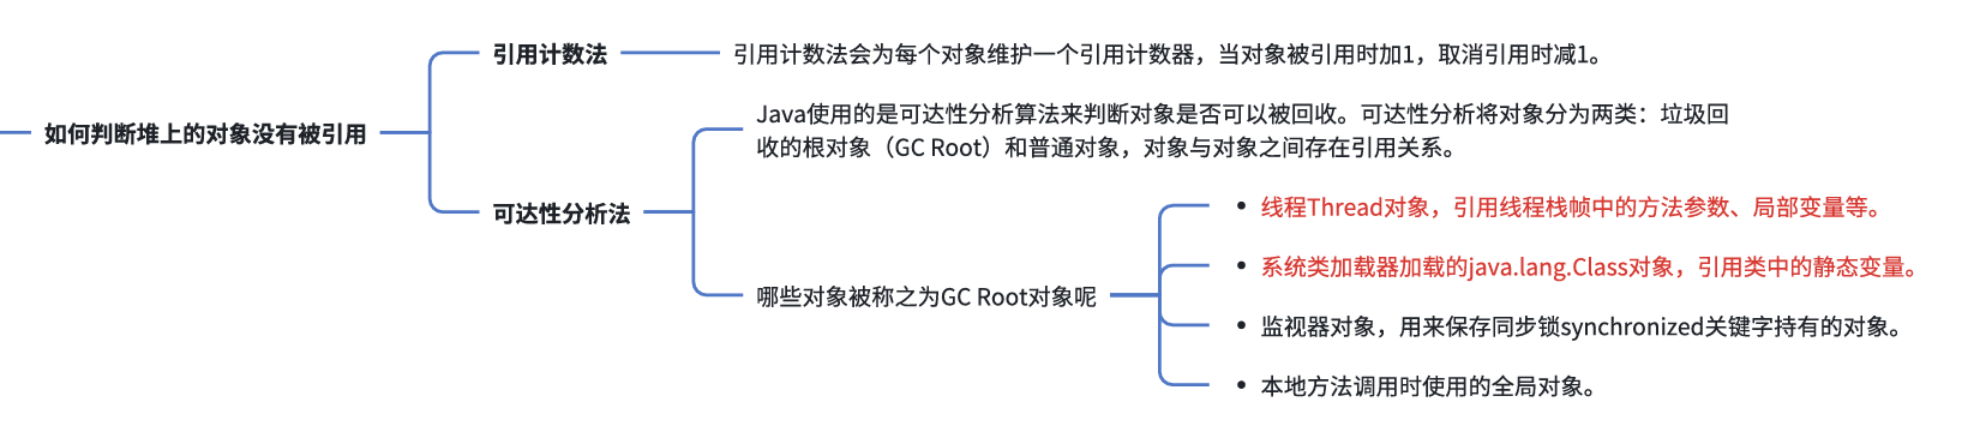 如何判断堆上的对象没有被引用
引用计数法
引用计数法会为每个对象维护一个引用计数器，当对象被引用时加1，取消引用时减1。
可达性分析法
Java使用的是可达性分析算法来判断对象是否可以被回收。可达性分析将对象分为两类：垃圾回
收的根对象（GC Root）和普通对象，对象与对象之间存在引用关系。
哪些对象被称之为GC Root对象呢
• 线程Thread对象，引用线程栈帧中的方法参数、局部变量等。
• 系统类加载器加载的java.lang.Class对象，引用类中的静态变量。
• 监视器对象，用来保存同步锁synchronized关键字持有的对象。
• 本地方法调用时使用的全局对象。